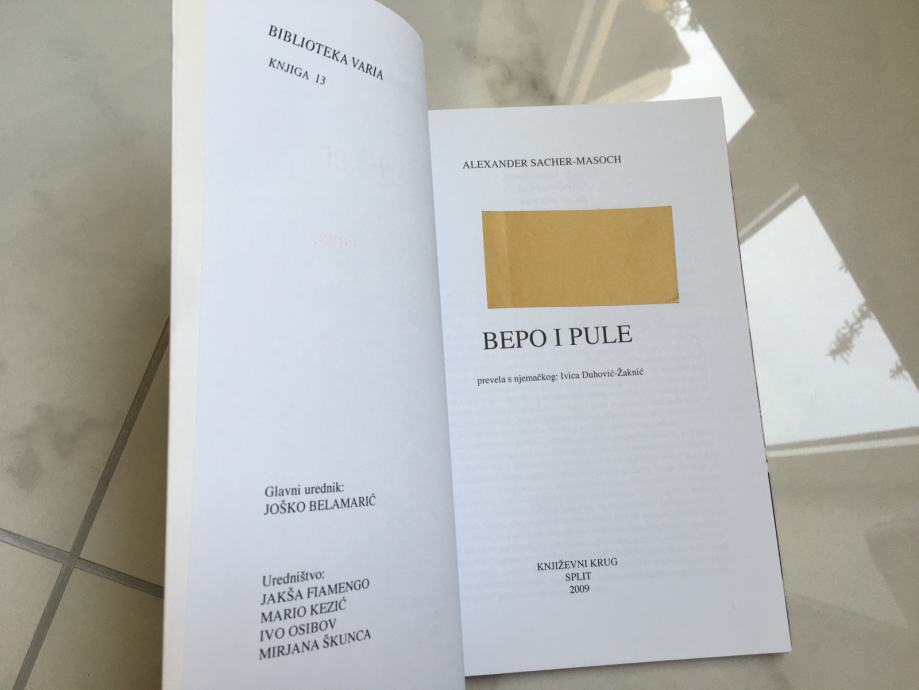 BIBLIOTEKA VARIA
KNJIGA 13
Glavni urednik:
JOŠKO BELAMARIĆ
Uredništvo:
JAKŠA FIAMENGO
MARIO KEZIĆ
IVO OSIBOV
MIRJANA ŠKUNCA
ALEXANDER SACHER-MASOCH
BEPO I PULE
prevela s njemačkog: Ivica Duhović-Žaknić
KNJIŽEVNI KRUG
SPLIT
2009